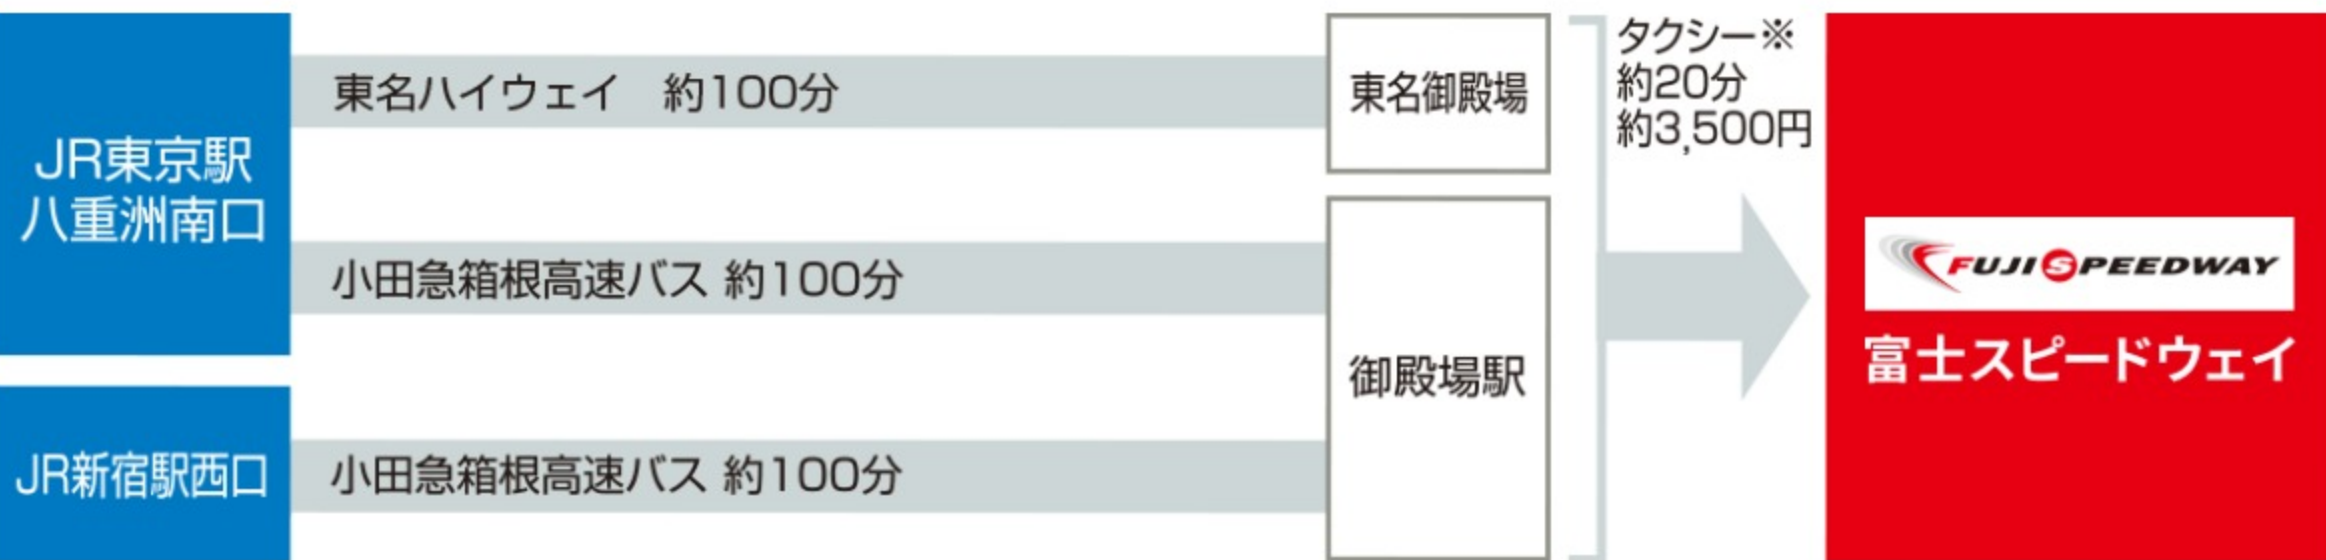 JR東京駅
八重洲南口
東名ハイウェイ 約100分
東名御殿場
小田急箱根高速バス 約100分
御殿場駅
JR新宿駅西口
小田急箱根高速バス 約100分
タクシー※
約20分
約3,500円
FUJI SPEEDWAY
富士スピードウェイ